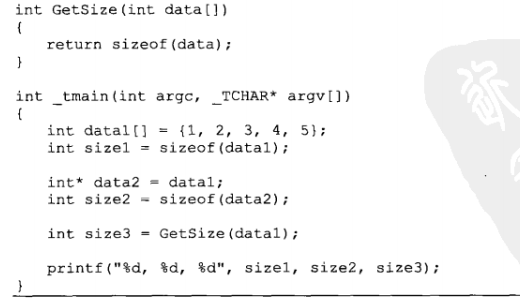 int GetSize(int data[])
{
    return sizeof(data);
}
int _tmain(int argc, _TCHAR* argv[])
{
    int data1[] = {1, 2, 3, 4, 5};
    int size1 = sizeof(data1);
    int* data2 = data1;
    int size2 = sizeof(data2);
    int size3 = GetSize(data1);
    printf("%d, %d, %d", size1, size2, size3);
}